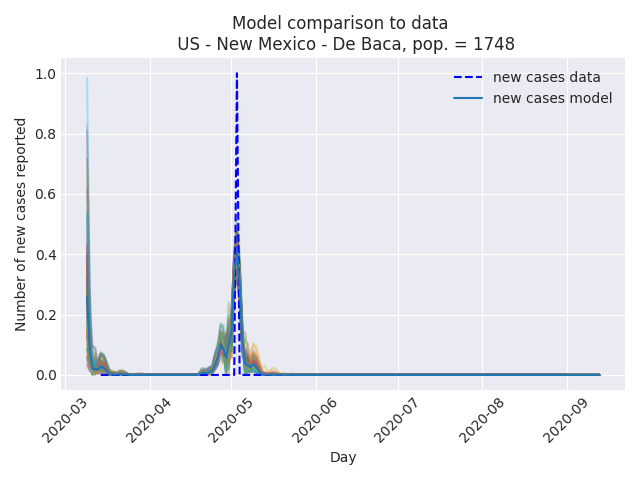 Model comparison to data
US - New Mexico - De Baca, pop. = 1748
new cases data
new cases model
Number of new cases reported
1.0
0.8
0.6
0.4
0.2
0.0
2020-03
2020-04
2020-05
2020-06
2020-07
2020-08
2020-09
Day